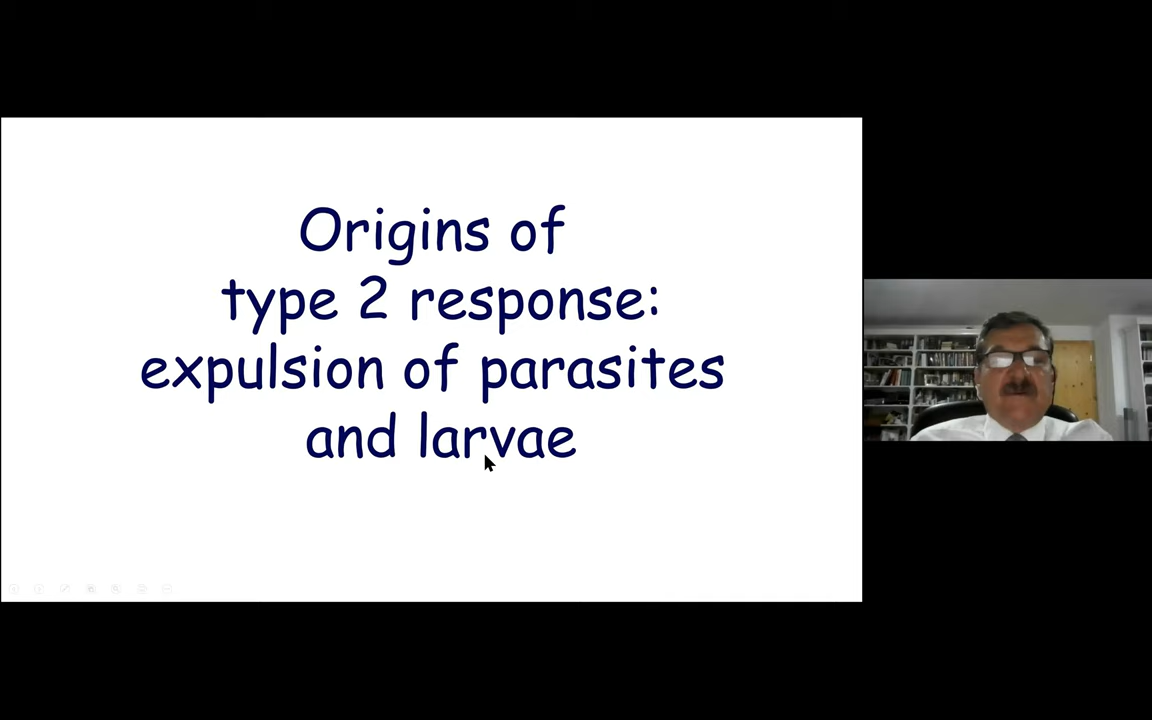 Origins of
type 2 response:
expulsion of parasites
and larvae